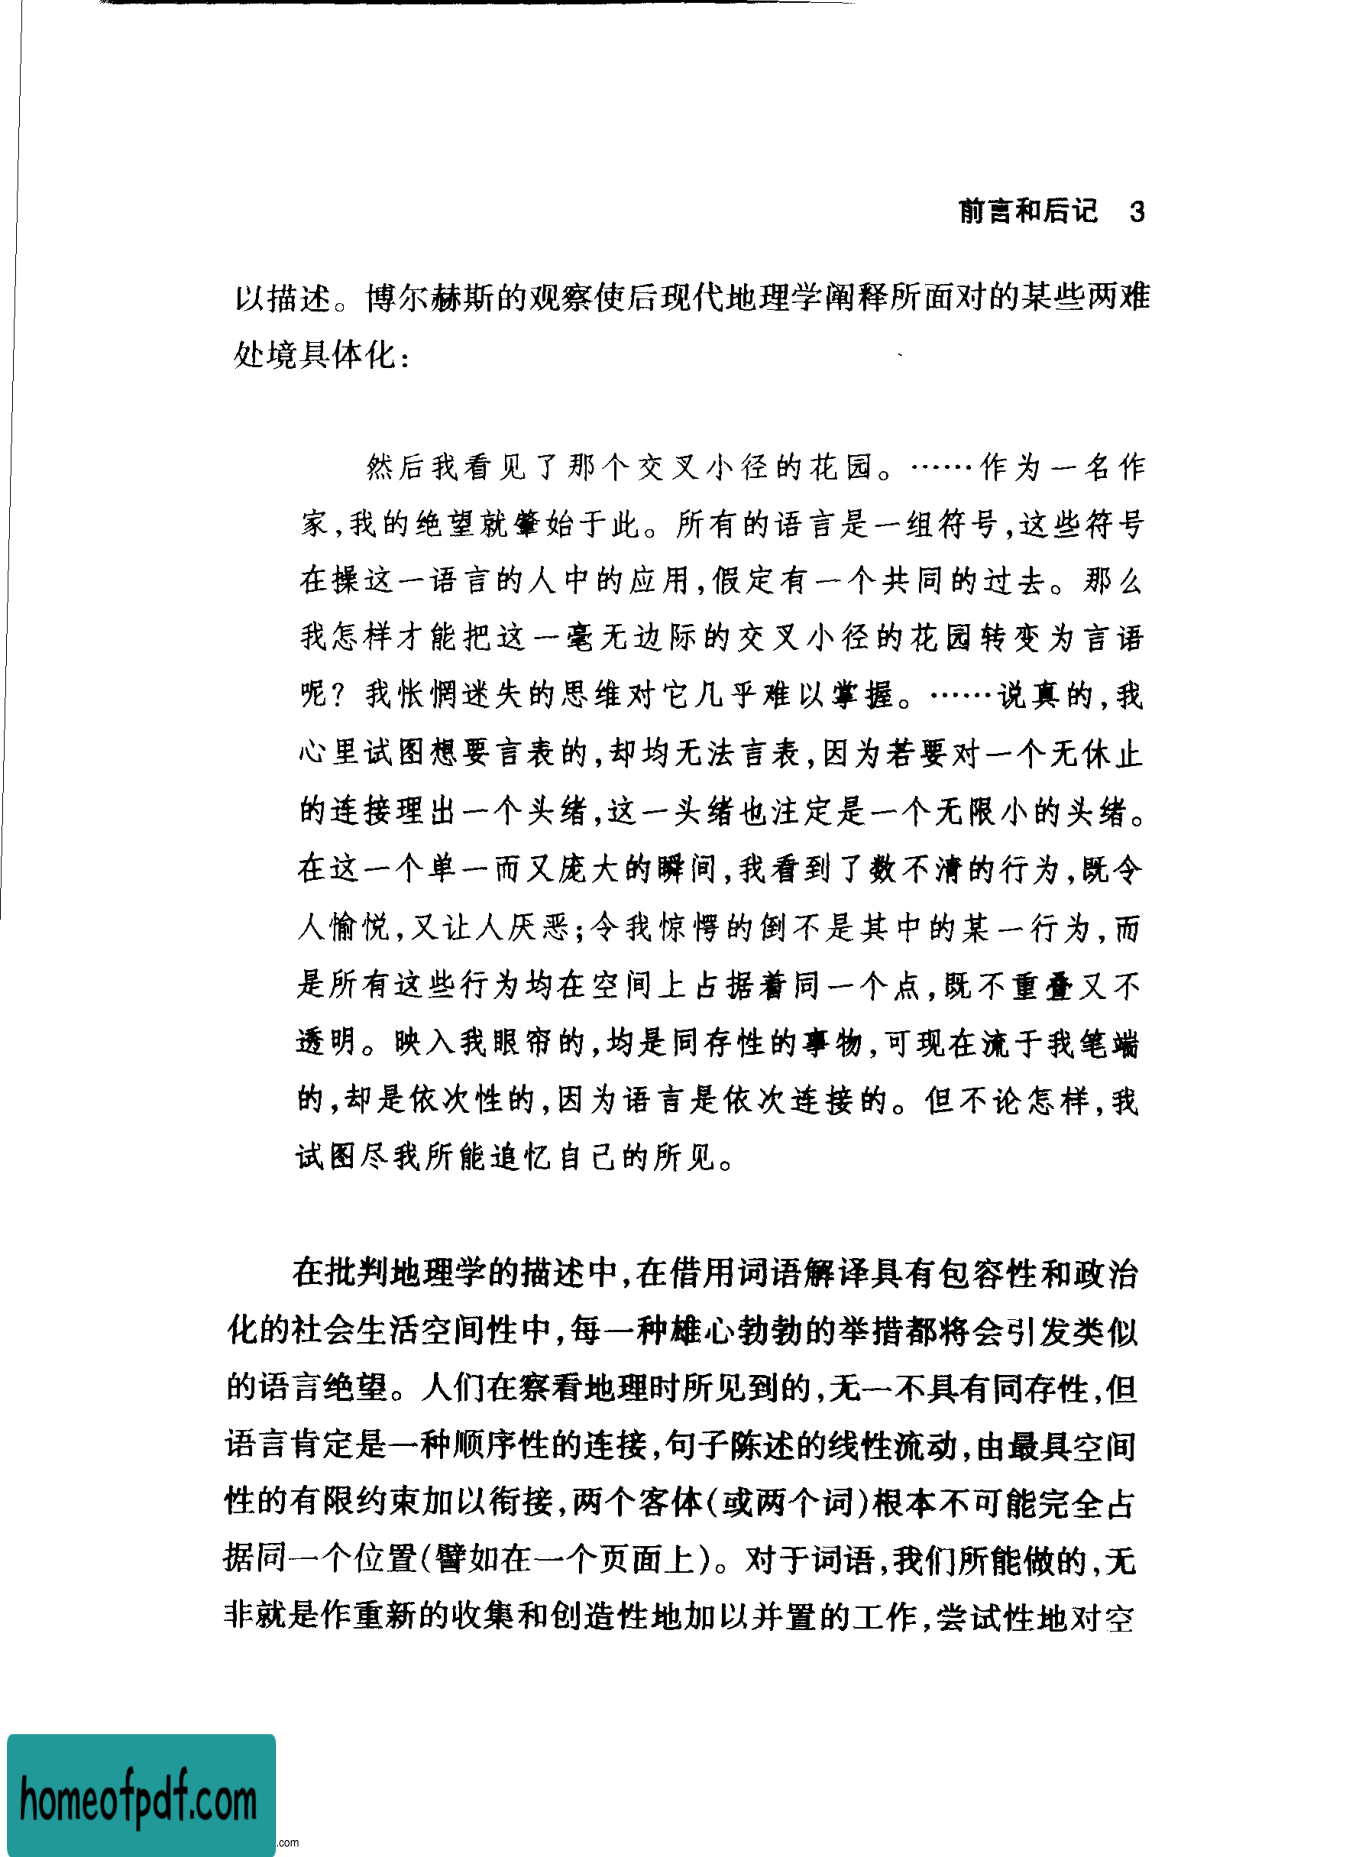 前言和后记 3
以描述。博尔赫斯的观察使后现代地理学阐释所面对的某些两难
处境具体化:
然后我看见了那个交叉小径的花园。……作为一名作
家,我的绝望就肇始于此。所有的语言是一组符号,这些符号
在操这一语言的人中的应用,假定有一个共同的过去。那么
我怎样才能把这一毫无边际的交叉小径的花园转变为言语
呢?我怅惘迷失的思维对它几乎难以掌握。……说真的,我
心里试图想要言表的,却均无法言表,因为若要对一个无休止
的连接理出一个头绪,这一头绪也注定是一个无限小的头绪。
在这一个单一而又庞大的瞬间,我看到了数不清的行为,既令
人愉悦,又让人厌恶;令我惊愕的倒不是其中的某一行为,而
是所有这些行为均在空间上占据着同一个点,既不重叠又不
透明。映入我眼帘的,均是同存性的事物,可现在流于我笔端
的,却是依次性的,因为语言是依次连接的。但不论怎样,我
试图尽我所能追忆自己的所见。
在批判地理学的描述中,在借用词语解译具有包容性和政治
化的社会生活空间性中,每一种雄心勃勃的举措都将会引发类似
的语言绝望。人们在察看地理时所见到的,无一不具有同存性,但
语言肯定是一种顺序性的连接,句子陈述的线性流动,由最具空间
性的有限约束加以衔接,两个客体(或两个词)根本不可能完全占
据同一个位置(譬如在一个页面上)。对于词语,我们所能做的,无
非就是作重新的收集和创造性地加以并置的工作,尝试性地对空
homeofpdf.com
.com